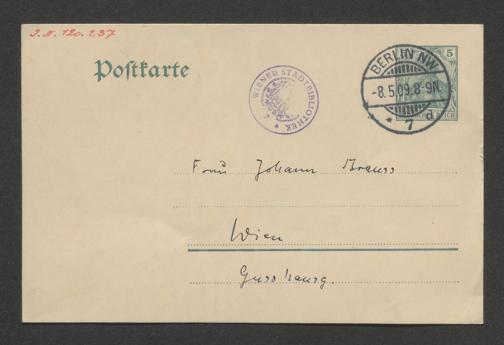 J. N. 120.237
Postkarte
WIENER STADTBIBLIOTHEK
BERLIN NW.
-8.5.09.8-9N.
* 7 d
5
Frau Johann Strauss
Wien
Gusshausg.